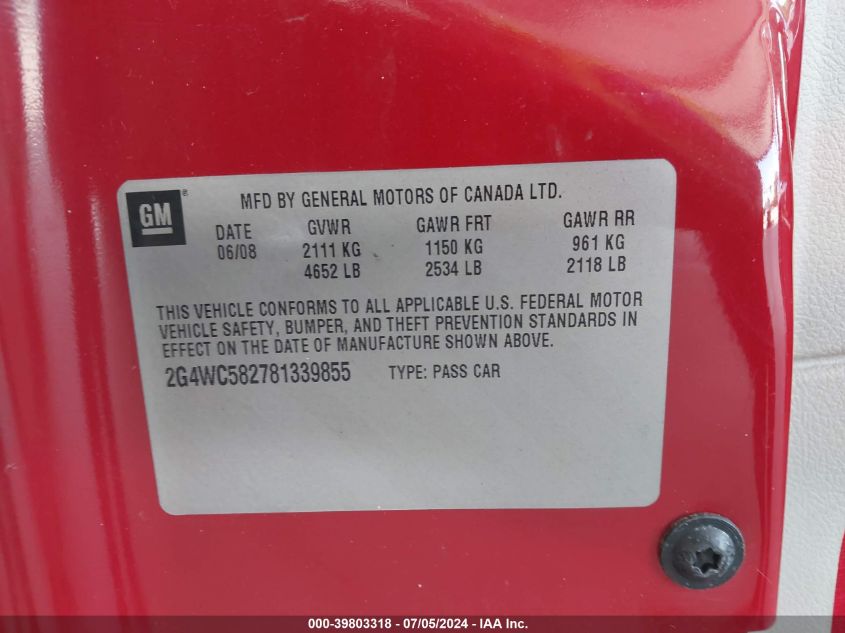 GM®
MFD BY GENERAL MOTORS OF CANADA LTD.
DATE GVWR GAWR FRT GAWR RR
06/08 2111 KG 1150 KG 961 KG
4652 LB 2534 LB 2118 LB
THIS VEHICLE CONFORMS TO ALL APPLICABLE U.S. FEDERAL MOTOR
VEHICLE SAFETY, BUMPER, AND THEFT PREVENTION STANDARDS IN
EFFECT ON THE DATE OF MANUFACTURE SHOWN ABOVE.
2G4WC582781339855 TYPE: PASS CAR
000-39803318 - 07/05/2024 - IAA Inc.